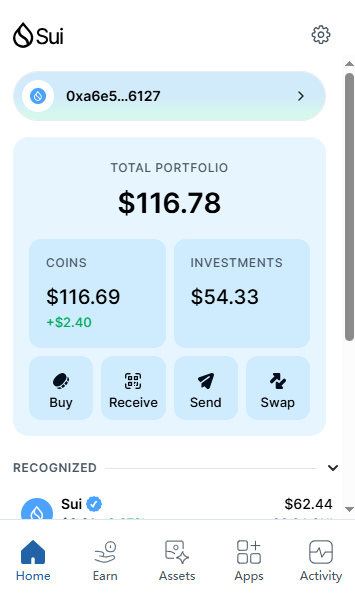 Sui
0xa6e5...6127
TOTAL PORTFOLIO
$116.78
COINS
$116.69
+$2.40
INVESTMENTS
$54.33
Buy
Receive
Send
Swap
RECOGNIZED
Sui
$62.44
Home
Earn
Assets
Apps
Activity